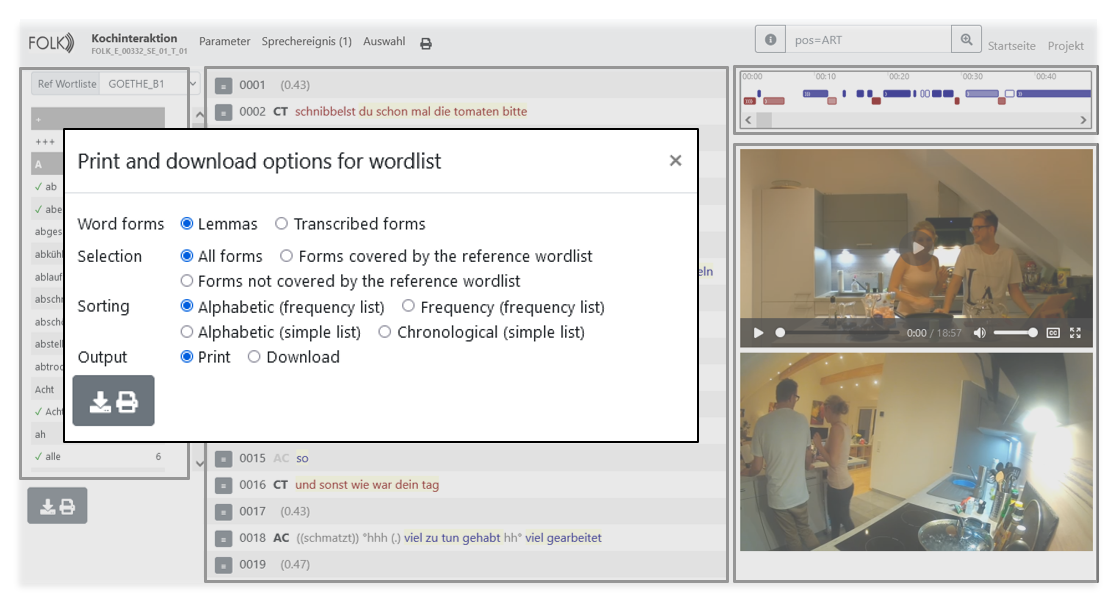 FOLK
Kochinteraktion
FOLK_E_00332_SE_01_T_01
Parameter Sprechereignis (1) Auswahl
pos=ART
Startseite Projekt
Ref Wortliste GOETHE_B1
-
+++
A
✓ ab
✓ abe
abges
abkühl
ablauf
abschn
absche
abstell
abtroc
Acht
✓ Acht
ah
✓ alle 6
0001 (0.43)
0002 CT schnibbelst du schon mal die tomaten bitte
eln
Print and download options for wordlist ×
Word forms Lemmas Transcribed forms
Selection All forms Forms covered by the reference wordlist
Forms not covered by the reference wordlist
Sorting Alphabetic (frequency list) Frequency (frequency list)
Alphabetic (simple list) Chronological (simple list)
Output Print Download
0015 AC so
0016 CT und sonst wie war dein tag
0017 (0.43)
0018 AC ((schmatzt)) °hhh (.) viel zu tun gehabt hh° viel gearbeitet
0019 (0.47)
00:00 00:10 00:20 00:30 00:40
0:00 / 18:57